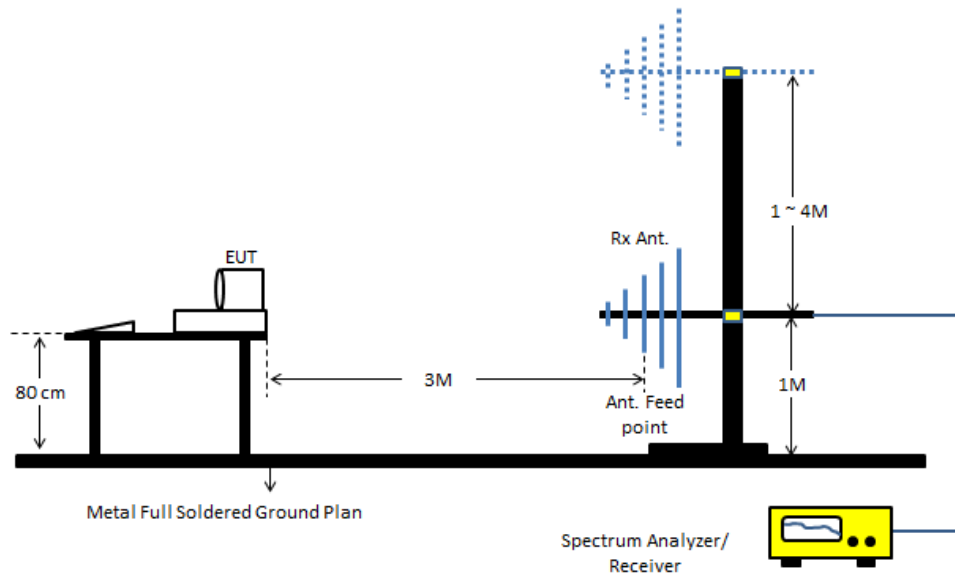 1 ~ 4M
Rx Ant.
EUT
3M
80 cm
1M
Ant. Feed
point
Metal Full Soldered Ground Plan
Spectrum Analyzer/
Receiver